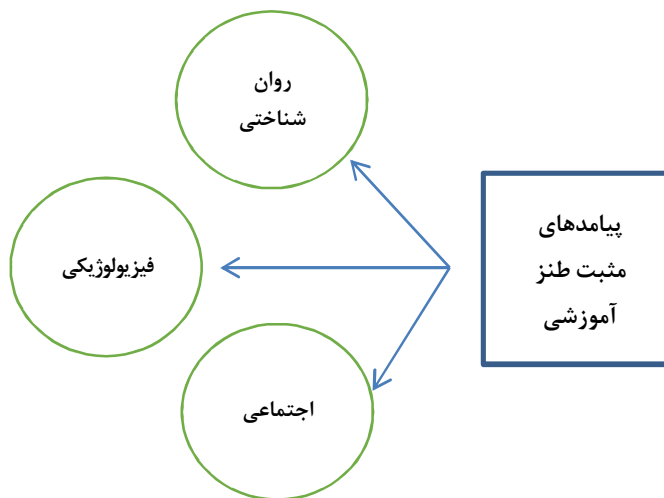 روان
شناختی
پیامدهای
مثبت طنز
آموزشی
فیزیولوژیکی
اجتماعی